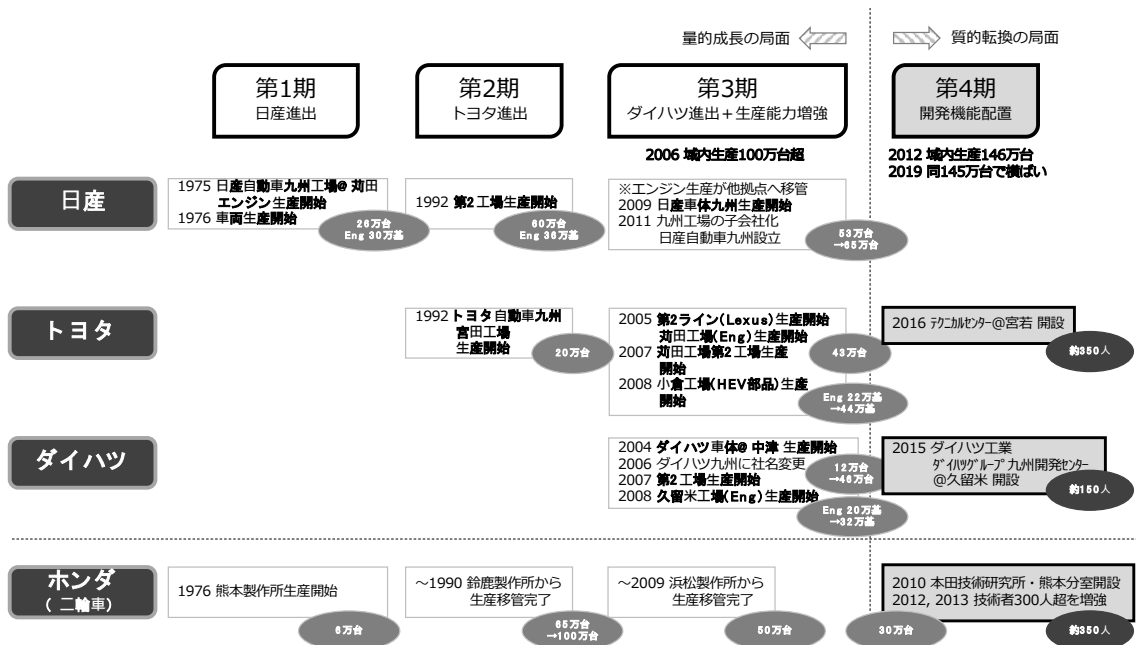 量的成長の局面
質的転換の局面
第1期
日産進出
第2期
トヨタ進出
第3期
ダイハツ進出＋生産能力増強
第4期
開発機能配置
2006 域内生産100万台超
2012 域内生産146万台
2019 同145万台で横ばい
日産
1975 日産自動車九州工場@ 苅田
エンジン生産開始
1976 車両生産開始
26万台
Eng 30万基
1992 第2工場生産開始
60万台
Eng 36万基
※エンジン生産が他拠点へ移管
2009 日産車体九州生産開始
2011 九州工場の子会社化
日産自動車九州設立
53万台
→65万台
トヨタ
1992 トヨタ自動車九州
宮田工場
生産開始
20万台
2005 第2ライン(Lexus)生産開始
苅田工場(Eng)生産開始
2007 苅田工場第2工場生産
開始
2008 小倉工場(HEV部品)生産
開始
43万台
Eng 22万基
→44万基
2016 テクニカルセンター@宮若 開設
約350人
ダイハツ
2004 ダイハツ車体@ 中津 生産開始
2006 ダイハツ九州に社名変更
2007 第2工場生産開始
2008 久留米工場(Eng)生産開始
12万台
→46万台
Eng 20万基
→32万基
2015 ダイハツ工業
ダイハツグループ九州開発センター
@久留米 開設
約150人
ホンダ
( 二輪車)
1976 熊本製作所生産開始
6万台
～1990 鈴鹿製作所から
生産移管完了
65万台
→100万台
～2009 浜松製作所から
生産移管完了
50万台
30万台
2010 本田技術研究所・熊本分室開設
2012, 2013 技術者300人超を増強
約350人